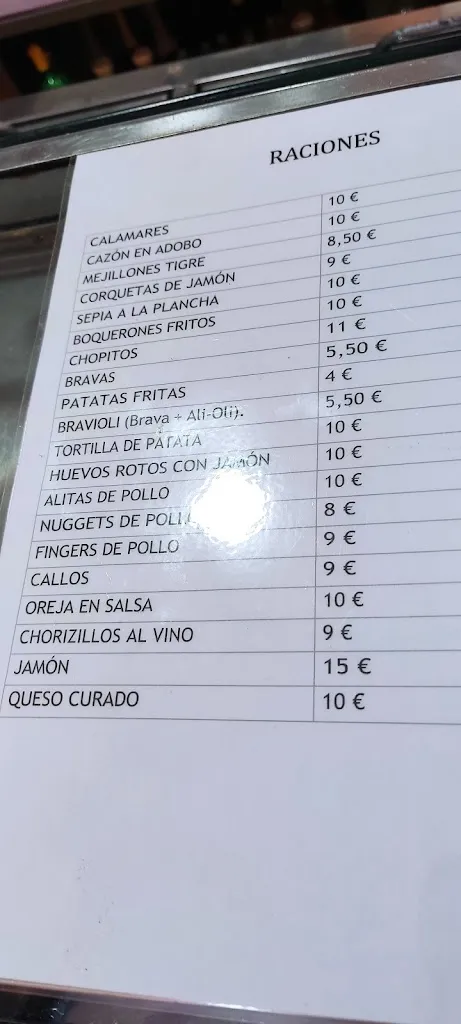 RACIONES
CALAMARES 10 €
CAZÓN EN ADOBO 10 €
MEJILLONES TIGRE 8,50 €
CORQUETAS DE JAMÓN 9 €
SEPIA A LA PLANCHA 10 €
BOQUERONES FRITOS 10 €
CHOPITOS 11 €
BRAVAS 5,50 €
PATATAS FRITAS 4 €
BRAVIOLI (Brava + Ali-Oli). 5,50 €
TORTILLA DE PATATA 10 €
HUEVOS ROTOS CON JAMÓN 10 €
ALITAS DE POLLO 10 €
NUGGETS DE POLLO 8 €
FINGERS DE POLLO 9 €
CALLOS 9 €
OREJA EN SALSA 10 €
CHORIZILLOS AL VINO 9 €
JAMÓN 15 €
QUESO CURADO 10 €